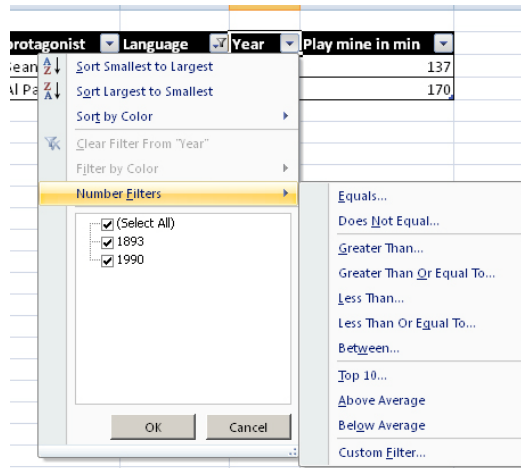 protagonist Language Year Play mine in min
Sean 137
Al Pa 170
Sort Smallest to Largest
Sort Largest to Smallest
Sort by Color
Clear Filter From "Year"
Filter by Color
Number Filters
(Select All)
1893
1990
OK Cancel
Equals...
Does Not Equal...
Greater Than...
Greater Than Or Equal To...
Less Than...
Less Than Or Equal To...
Between...
Top 10...
Above Average
Below Average
Custom Filter...